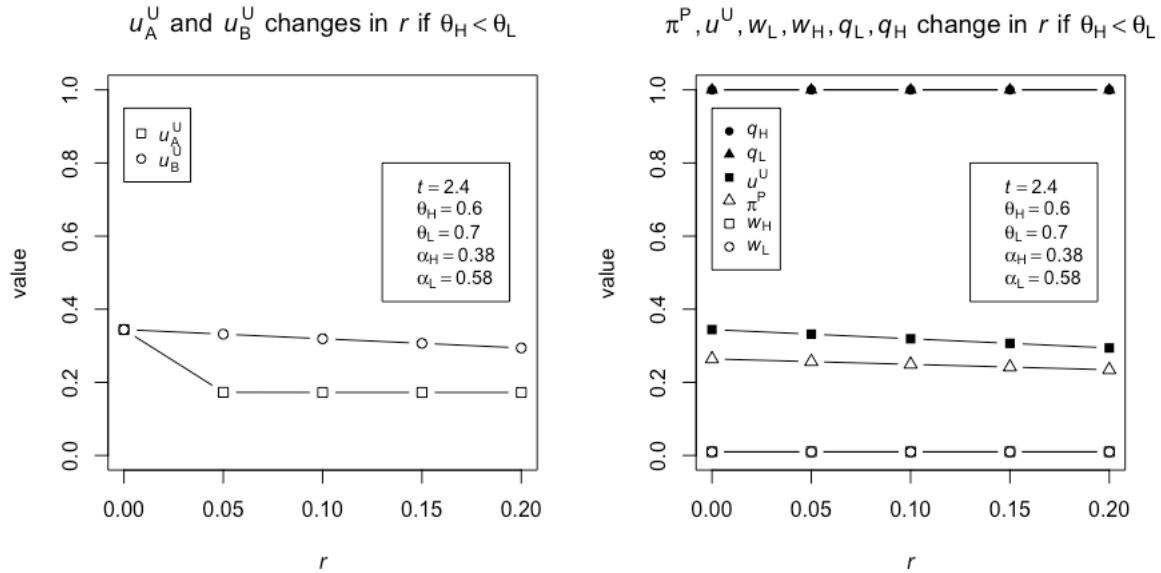 u_A^U and u_B^U changes in r if θ_H < θ_L
value
1.0
0.8
0.6
0.4
0.2
0.0
u_A^U
u_B^U
t = 2.4
θ_H = 0.6
θ_L = 0.7
α_H = 0.38
α_L = 0.58
0.00 0.05 0.10 0.15 0.20
r
π^P, u^U, w_L, w_H, q_L, q_H change in r if θ_H < θ_L
value
1.0
0.8
0.6
0.4
0.2
0.0
q_H
q_L
u^U
π^P
w_H
w_L
t = 2.4
θ_H = 0.6
θ_L = 0.7
α_H = 0.38
α_L = 0.58
0.00 0.05 0.10 0.15 0.20
r